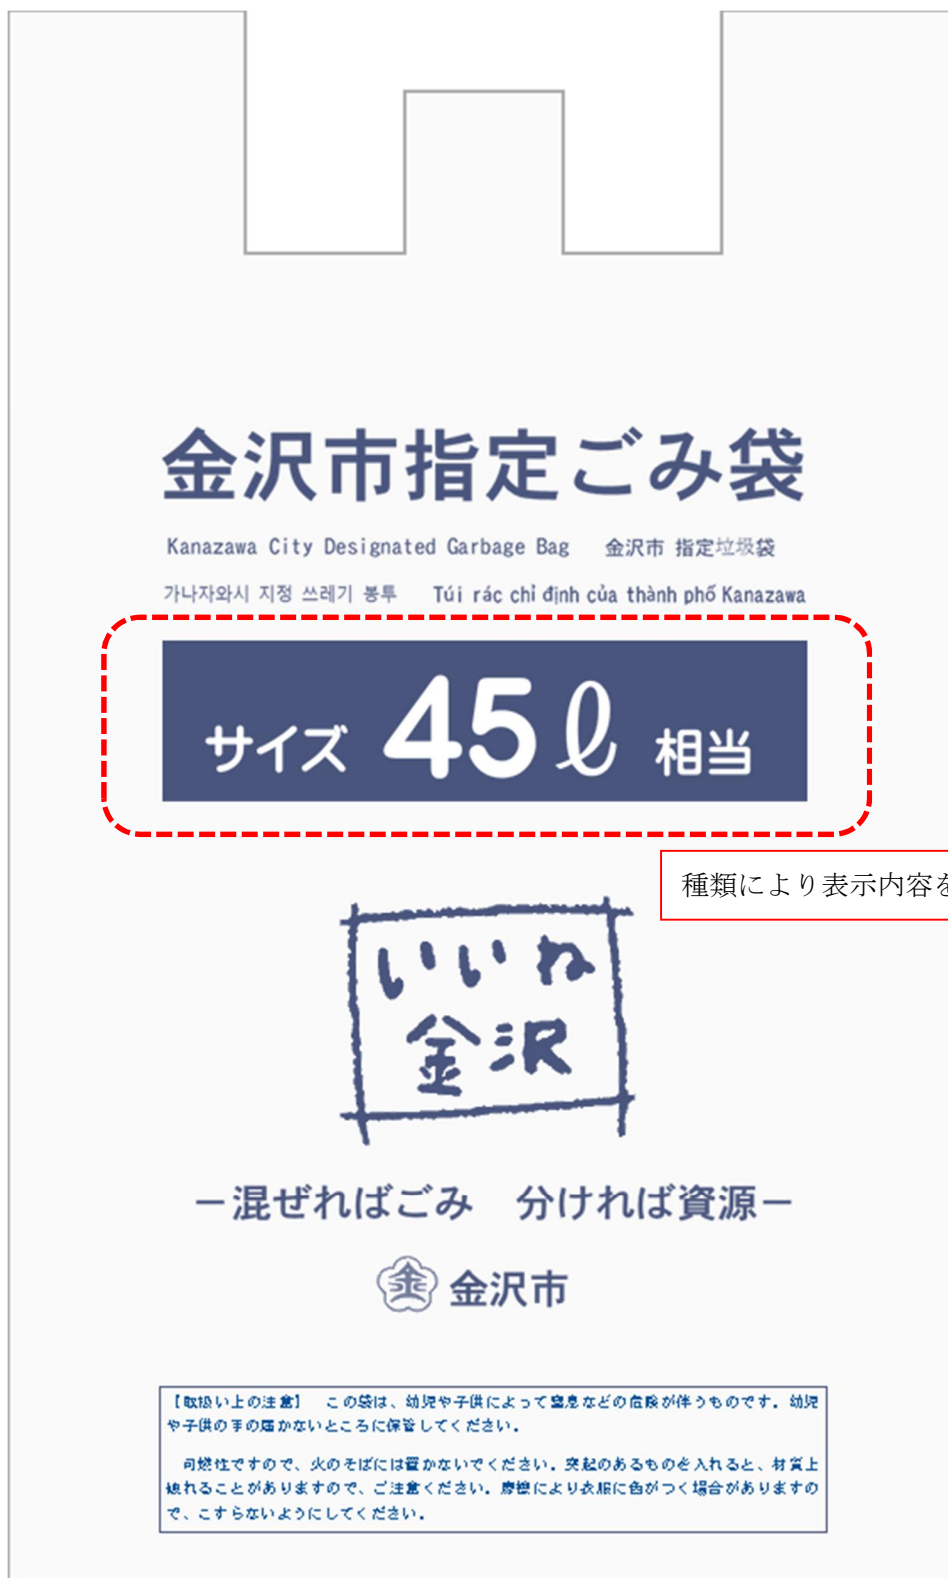 金沢市指定ごみ袋
Kanazawa City Designated Garbage Bag 金沢市 指定垃圾袋
가나자와시 지정 쓰레기 봉투 Túi rác chỉ định của thành phố Kanazawa
サイズ 45ℓ 相当
種類により表示内容を
いいね
金沢
－混ぜればごみ 分ければ資源－
金沢市
【取扱い上の注意】 この袋は、幼児や子供によって窒息などの危険が伴うものです。幼児
や子供の手の届かないところに保管してください。
可燃性ですので、火のそばには置かないでください。突起のあるものを入れると、材質上
破れることがありますので、ご注意ください。摩擦により衣服に色がつく場合がありますの
で、こすらないようにしてください。